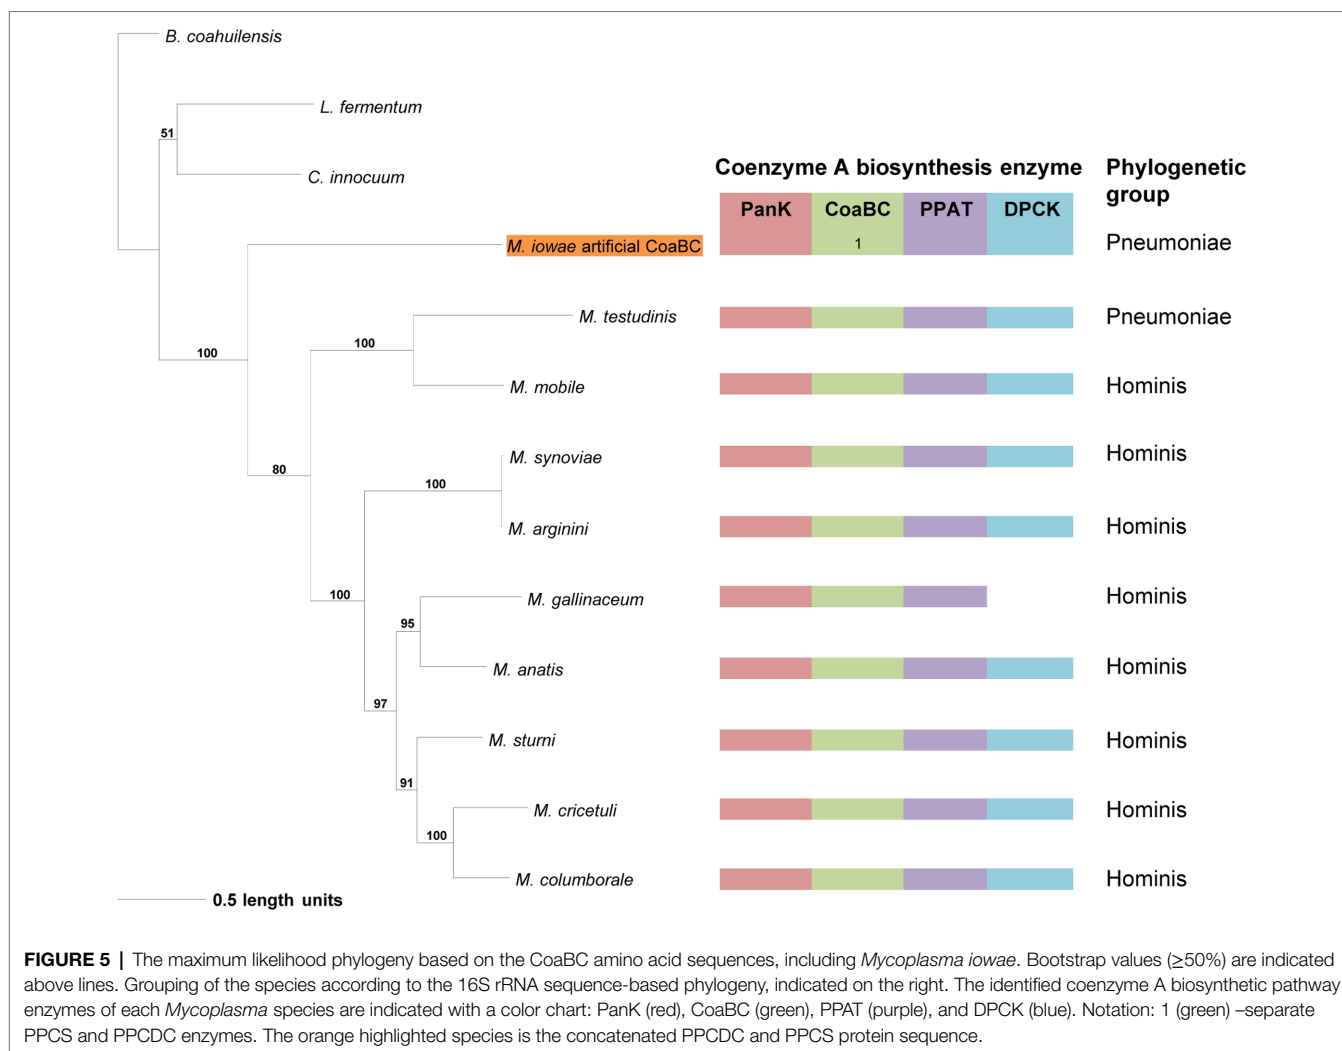 B. coahuilensis
L. fermentum
51
C. innocuum
Coenzyme A biosynthesis enzyme
Phylogenetic
group
PanK CoaBC PPAT DPCK
M. iowae artificial CoaBC
1
Pneumoniae
M. testudinis
Pneumoniae
100
100
M. mobile
Hominis
M. synoviae
Hominis
80
100
M. arginini
Hominis
M. gallinaceum
Hominis
100
95
M. anatis
Hominis
97
M. sturni
Hominis
91
M. cricetuli
Hominis
100
M. columborale
Hominis
0.5 length units
FIGURE 5 | The maximum likelihood phylogeny based on the CoaBC amino acid sequences, including Mycoplasma iowae. Bootstrap values (≥50%) are indicated
above lines. Grouping of the species according to the 16S rRNA sequence-based phylogeny, indicated on the right. The identified coenzyme A biosynthetic pathway
enzymes of each Mycoplasma species are indicated with a color chart: PanK (red), CoaBC (green), PPAT (purple), and DPCK (blue). Notation: 1 (green) –separate
PPCS and PPCDC enzymes. The orange highlighted species is the concatenated PPCDC and PPCS protein sequence.